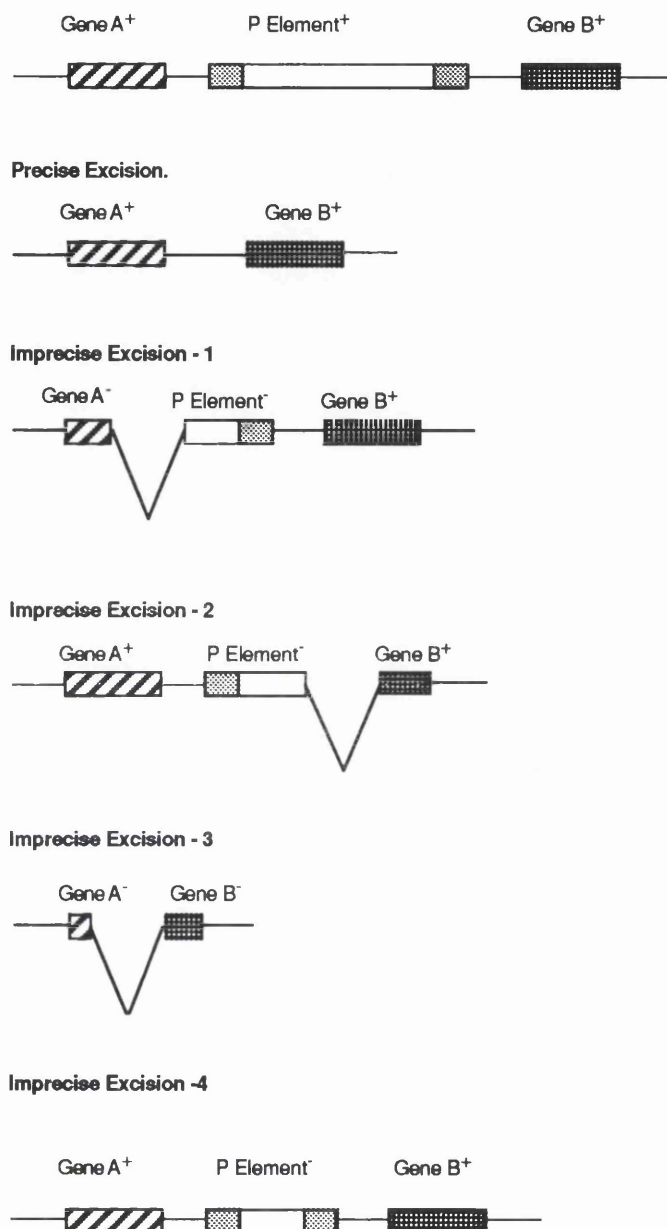 Gene A⁺ P Element⁺ Gene B⁺
Precise Excision.
Gene A⁺ Gene B⁺
Imprecise Excision - 1
Gene A⁻ P Element⁻ Gene B⁺
Imprecise Excision - 2
Gene A⁺ P Element⁻ Gene B⁺
Imprecise Excision - 3
Gene A⁻ Gene B⁻
Imprecise Excision -4
Gene A⁺ P Element⁻ Gene B⁺